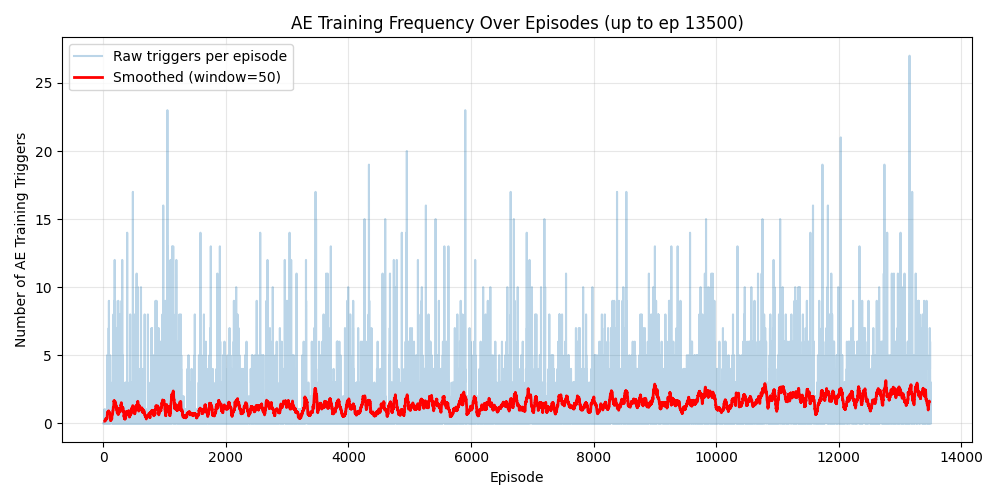 AE Training Frequency Over Episodes (up to ep 13500)
Raw triggers per episode
Smoothed (window=50)
Number of AE Training Triggers
25
20
15
10
5
0
0 2000 4000 6000 8000 10000 12000 14000
Episode